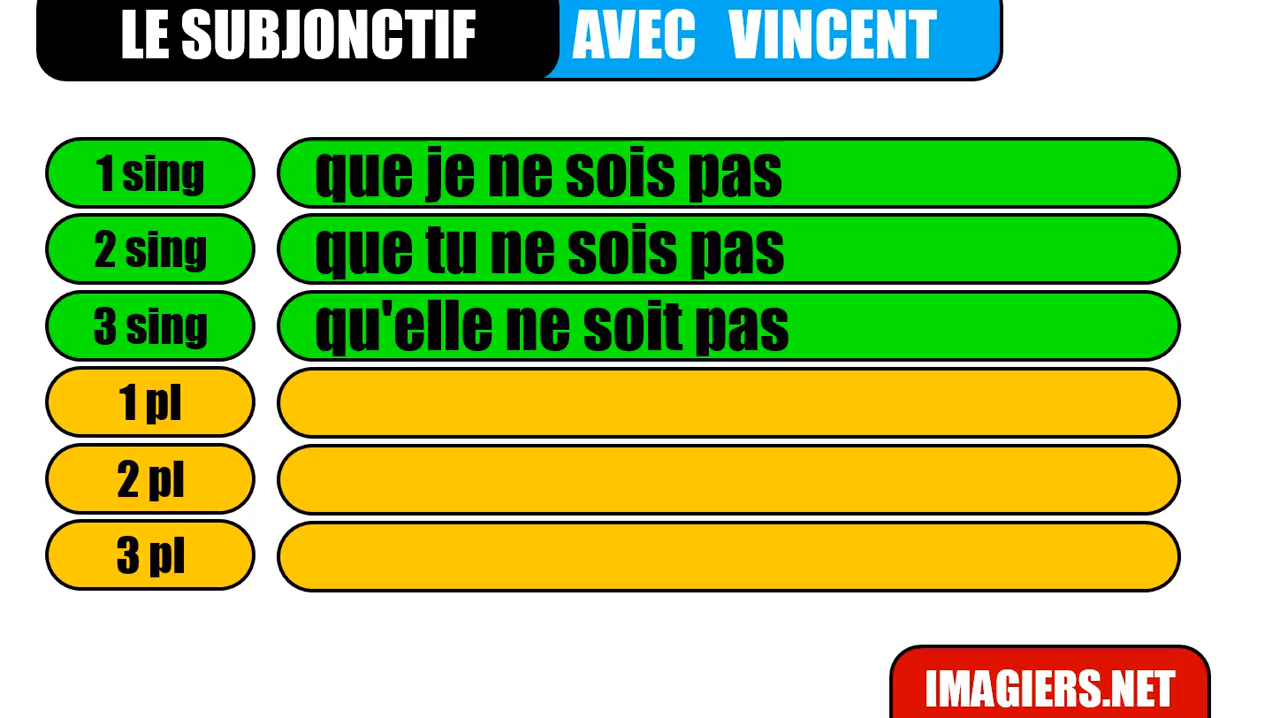 LE SUBJONCTIF AVEC VINCENT
1 sing que je ne sois pas
2 sing que tu ne sois pas
3 sing qu'elle ne soit pas
1 pl
2 pl
3 pl
IMAGIERS.NET